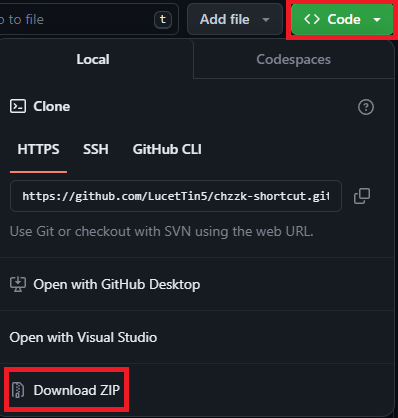 to file
t
Add file
<> Code
Local
Codespaces
Clone
?
HTTPS
SSH
GitHub CLI
https://github.com/LucetTin5/chzzk-shortcut.git
Use Git or checkout with SVN using the web URL.
Open with GitHub Desktop
Open with Visual Studio
Download ZIP